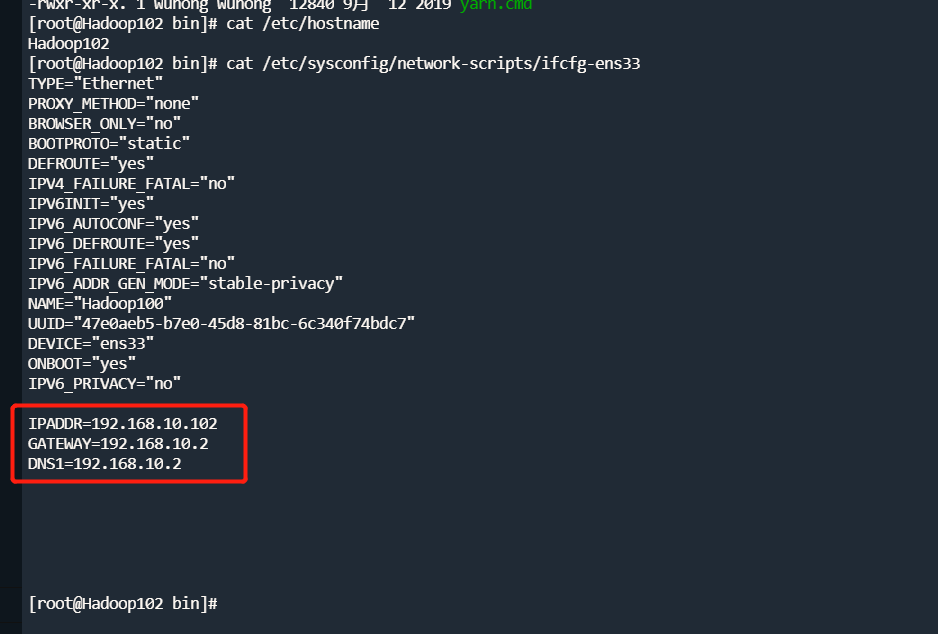 -rwxr-xr-x. 1 wuhong wuhong  12840 9月  12 2019 yarn.cmd
[root@Hadoop102 bin]# cat /etc/hostname
Hadoop102
[root@Hadoop102 bin]# cat /etc/sysconfig/network-scripts/ifcfg-ens33
TYPE="Ethernet"
PROXY_METHOD="none"
BROWSER_ONLY="no"
BOOTPROTO="static"
DEFROUTE="yes"
IPV4_FAILURE_FATAL="no"
IPV6INIT="yes"
IPV6_AUTOCONF="yes"
IPV6_DEFROUTE="yes"
IPV6_FAILURE_FATAL="no"
IPV6_ADDR_GEN_MODE="stable-privacy"
NAME="Hadoop100"
UUID="47e0aeb5-b7e0-45d8-81bc-6c340f74bdc7"
DEVICE="ens33"
ONBOOT="yes"
IPV6_PRIVACY="no"
IPADDR=192.168.10.102
GATEWAY=192.168.10.2
DNS1=192.168.10.2
[root@Hadoop102 bin]#